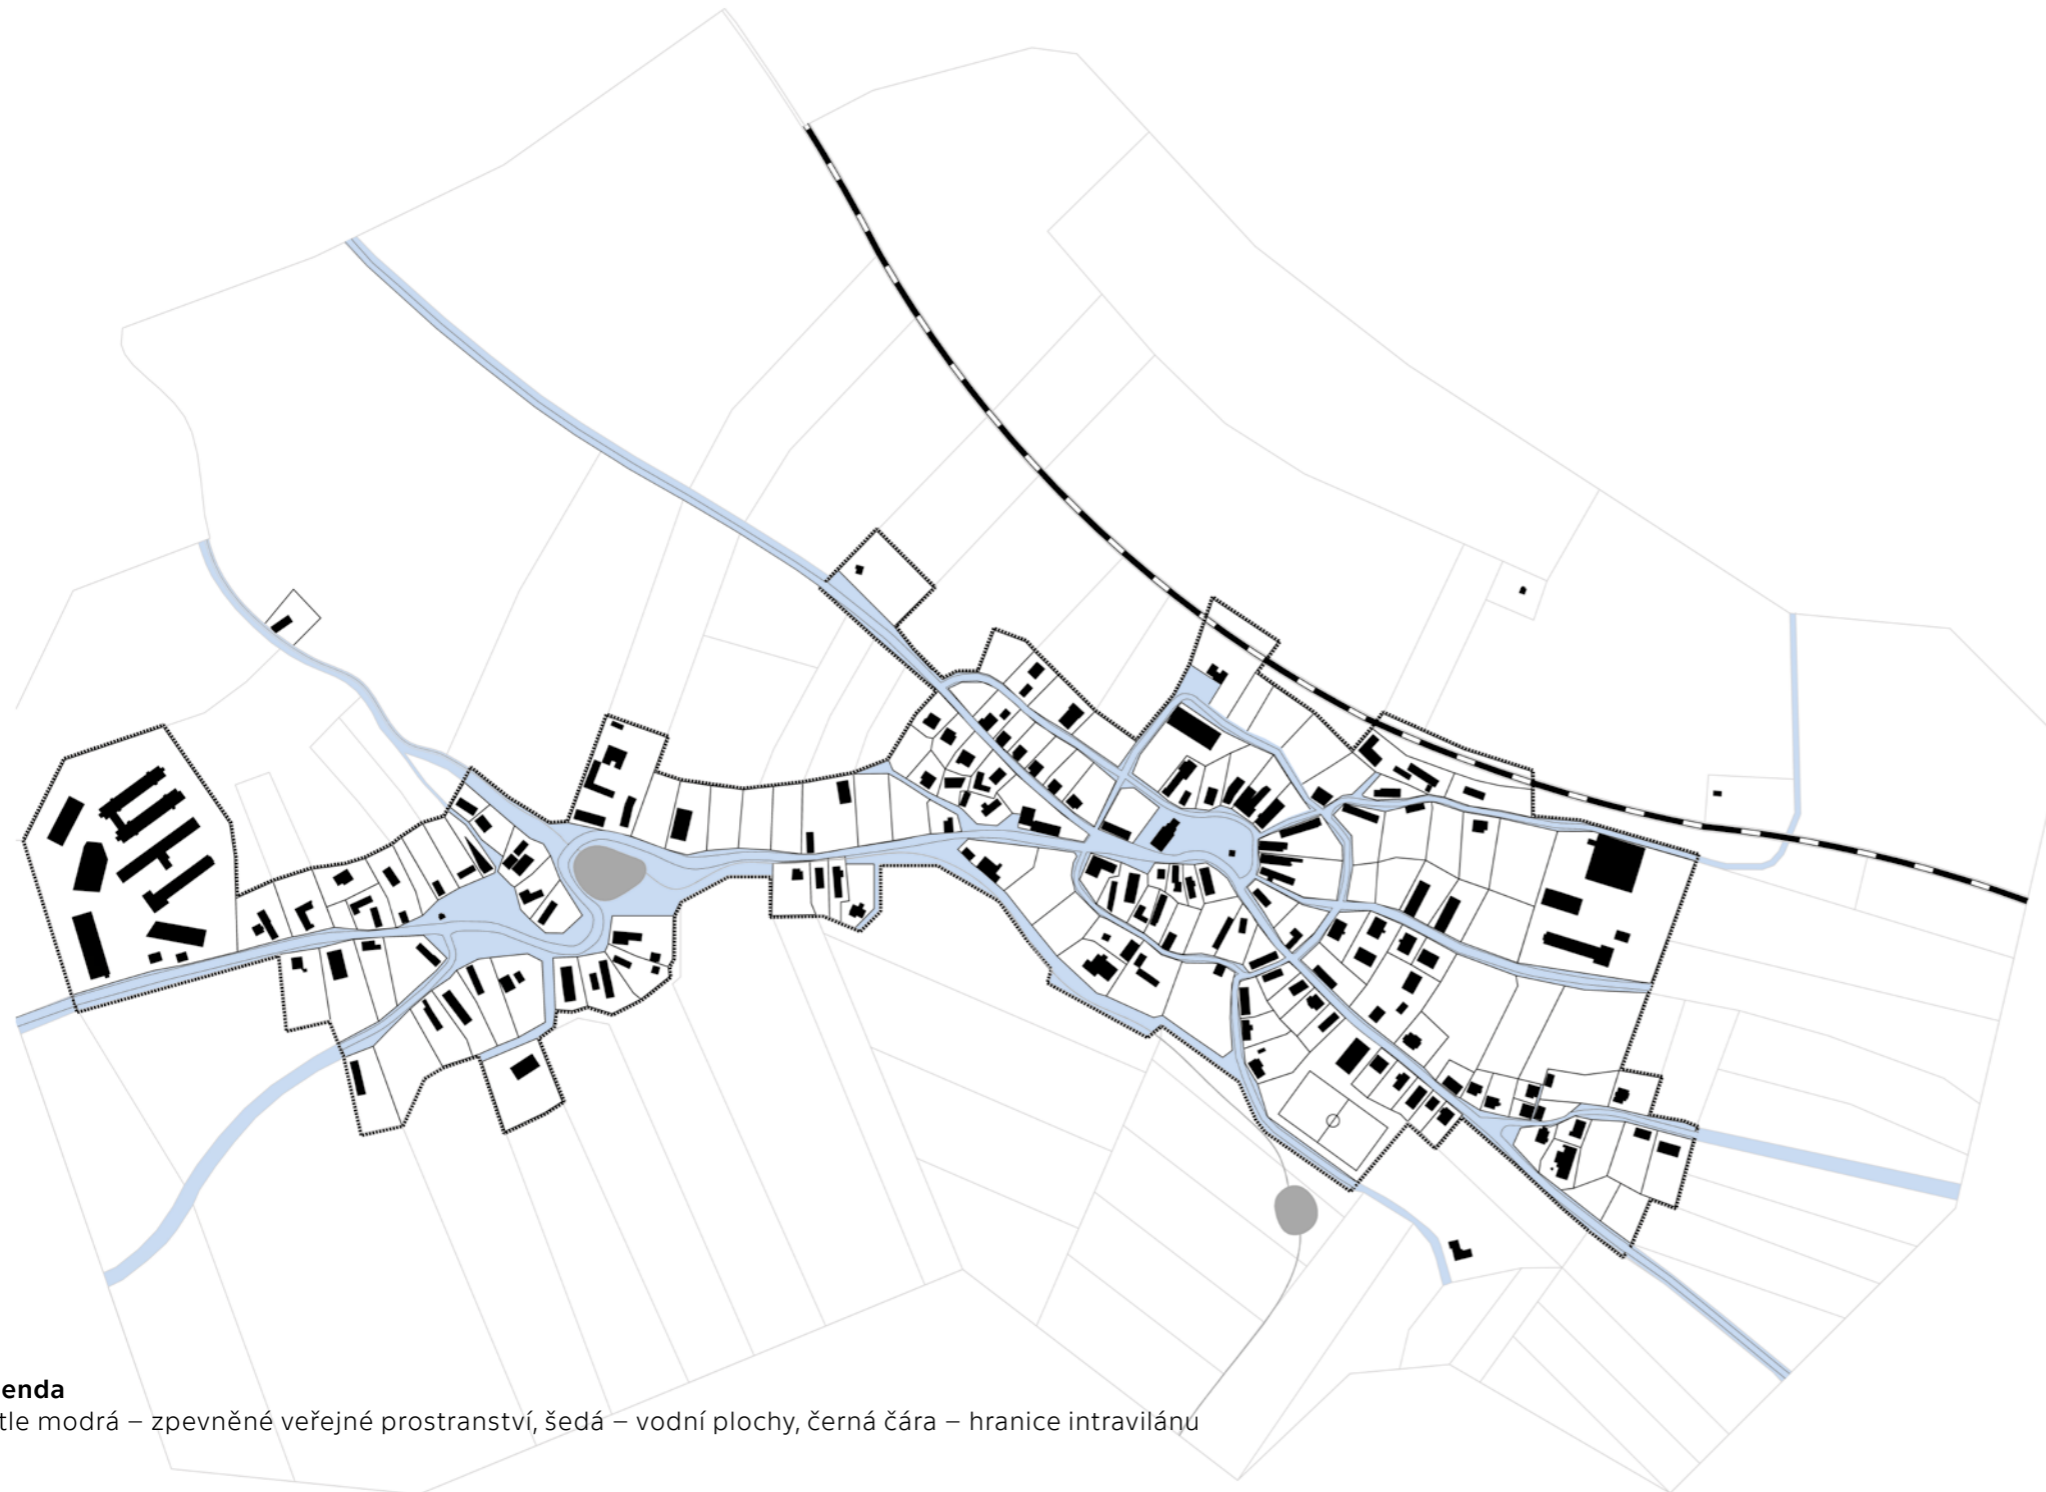 enda
tle modrá – zpevněné veřejné prostranství, šedá – vodní plochy, černá čára – hranice intravilánu